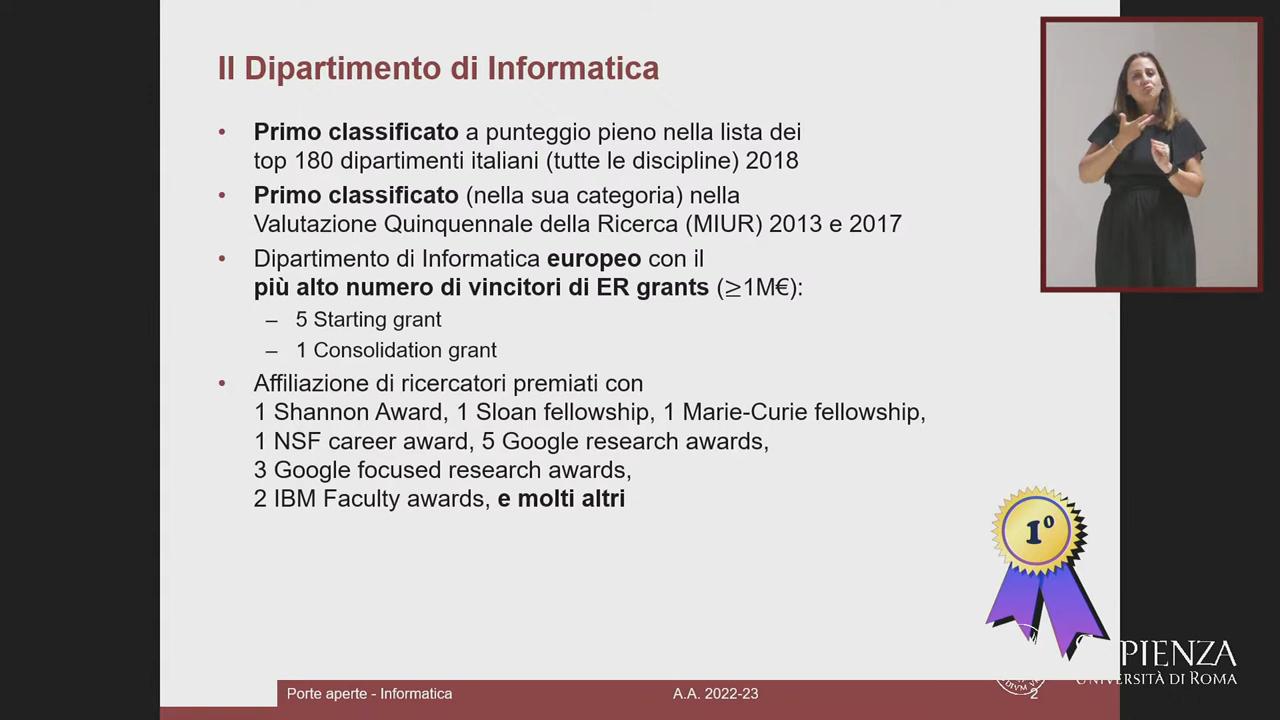 Il Dipartimento di Informatica
• Primo classificato a punteggio pieno nella lista dei
top 180 dipartimenti italiani (tutte le discipline) 2018
• Primo classificato (nella sua categoria) nella
Valutazione Quinquennale della Ricerca (MIUR) 2013 e 2017
• Dipartimento di Informatica europeo con il
più alto numero di vincitori di ER grants (≥1M€):
– 5 Starting grant
– 1 Consolidation grant
• Affiliazione di ricercatori premiati con
1 Shannon Award, 1 Sloan fellowship, 1 Marie-Curie fellowship,
1 NSF career award, 5 Google research awards,
3 Google focused research awards,
2 IBM Faculty awards, e molti altri
1º
PIENZA
UNIVERSITÀ DI ROMA
Porte aperte - Informatica
A.A. 2022-23
2